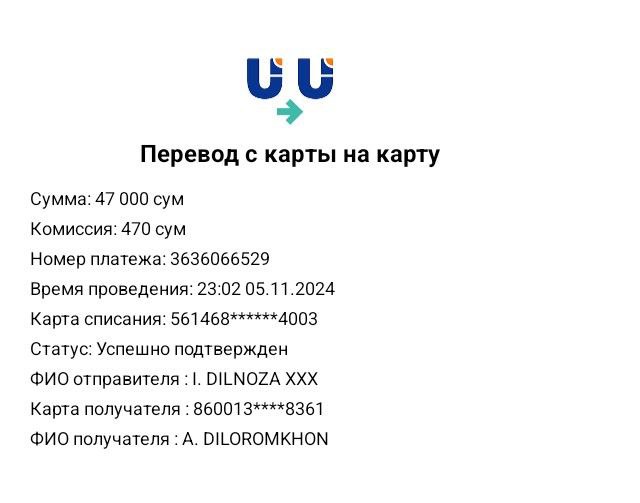 Перевод с карты на карту
Сумма: 47 000 сум
Комиссия: 470 сум
Номер платежа: 3636066529
Время проведения: 23:02 05.11.2024
Карта списания: 561468******4003
Статус: Успешно подтвержден
ФИО отправителя : I. DILNOZA XXX
Карта получателя : 860013****8361
ФИО получателя : A. DILOROMKHON